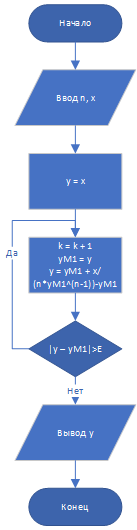 Начало
Ввод n, x
y = x
k = k + 1
yM1 = y
y = yM1 + x/
(n*yM1^(n-1))-yM1
Да
|y – yM1|>E
Нет
Вывод y
Конец